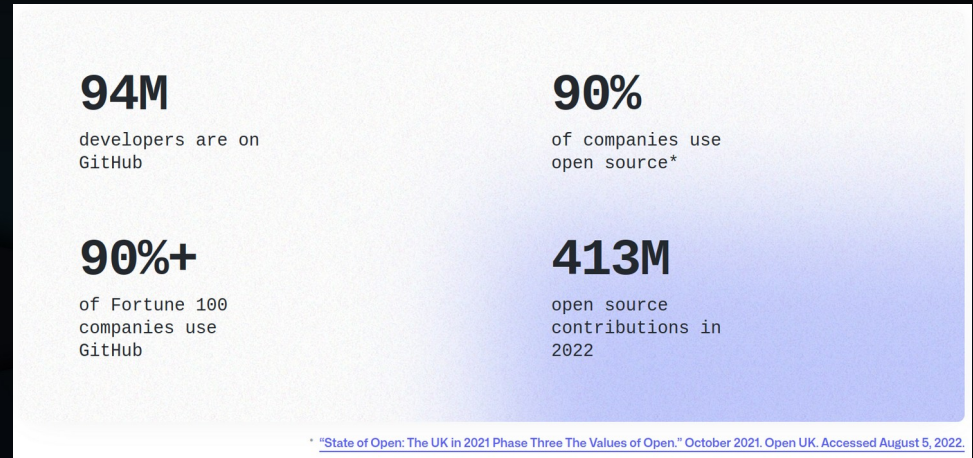 94M
developers are on
GitHub
90%
of companies use
open source*
90%+
of Fortune 100
companies use
GitHub
413M
open source
contributions in
2022
* “State of Open: The UK in 2021 Phase Three The Values of Open.” October 2021. Open UK. Accessed August 5, 2022.